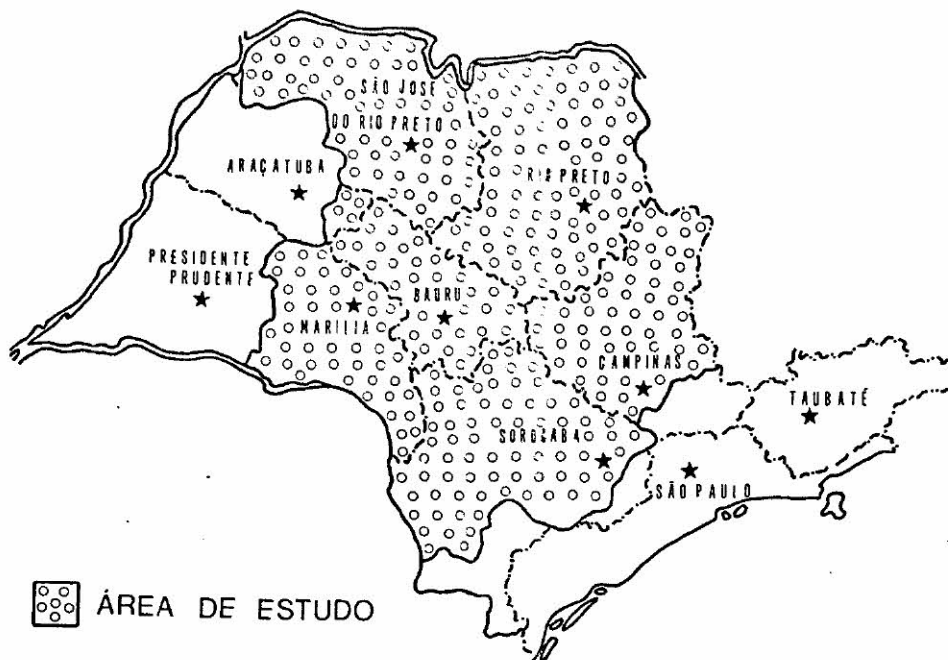 SÃO JOSÉ
DO RIO PRETO
ARAÇATUBA
RIO PRETO
PRESIDENTE
PRUDENTE
BAURU
MARILIA
CAMPINAS
TAUBATÉ
SOROCABA
SÃO PAULO
ÁREA DE ESTUDO